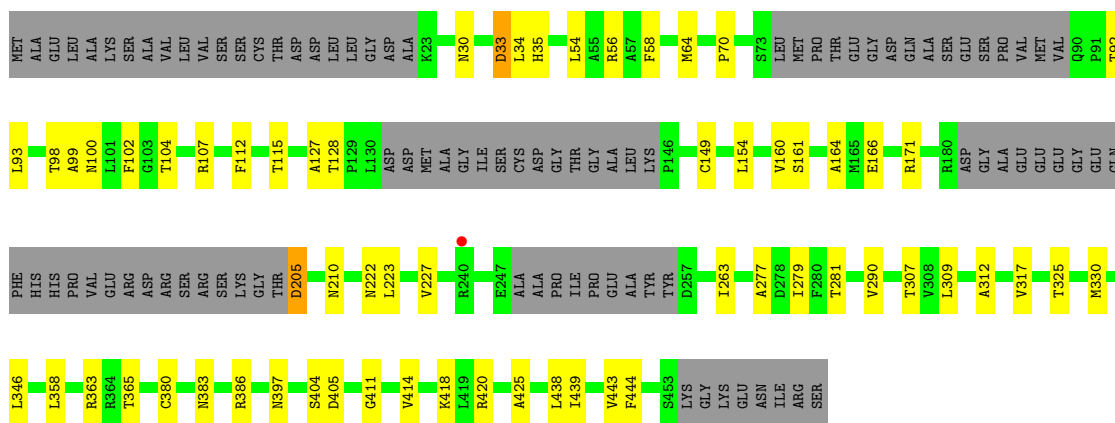 MET ALA GLU LEU LEU ALA LYS SER ALA VAL LEU VAL SER SER CYS THR ASP ASP LEU LEU GLY ASP ALA K23 N30 D33 L34 H35 L54 A55 R56 A57 F58 M64 P70 S73 LEU MET PRO THR GLU GLY ASP GLN ALA SER GLU SER PRO VAL MET VAL Q90 P91 T92
L93 T98 A99 N100 L101 F102 G103 T104 R107 F112 T115 A127 T128 P129 L130 ASP ASP MET ALA GLY ILE SER CYS ASP GLY THR GLY ALA LEU LYS P146 C149 L154 V160 S161 A164 M165 E166 R171 R180 ASP GLY ALA GLU GLU GLU GLY GLU GLN
PHE HIS HIS PRO VAL GLU ARG ASP ARG SER ARG SER LYS GLY THR D205 N210 N222 L223 V227 R240 E247 ALA ALA PRO ILE PRO GLU ALA TYR TYR D257 I263 A277 D278 I279 F280 T281 V290 T307 V308 L309 A312 V317 T325 M330
L346 L358 R363 R364 T365 C380 N383 R386 N397 S404 D405 G411 V414 K418 L419 R420 A425 L438 I439 V443 F444 S453 LYS GLY LYS GLU ASN ILE ARG SER